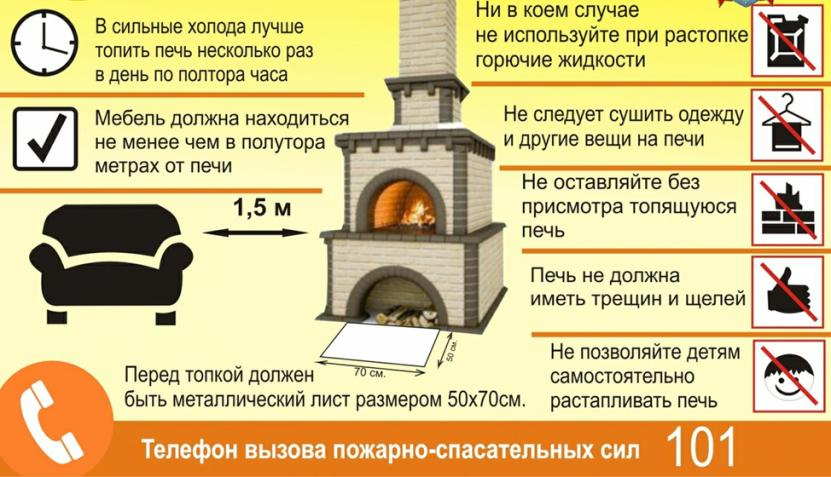 В сильные холода лучше
топить печь несколько раз
в день по полтора часа
Мебель должна находиться
не менее чем в полутора
метрах от печи
1,5 м
Ни в коем случае
не используйте при растопке
горючие жидкости
Не следует сушить одежду
и другие вещи на печи
Не оставляйте без
присмотра топящуюся
печь
Печь не должна
иметь трещин и щелей
Не позволяйте детям
самостоятельно
растапливать печь
50 см.
70 см.
Перед топкой должен
быть металлический лист размером 50х70см.
Телефон вызова пожарно-спасательных сил 101